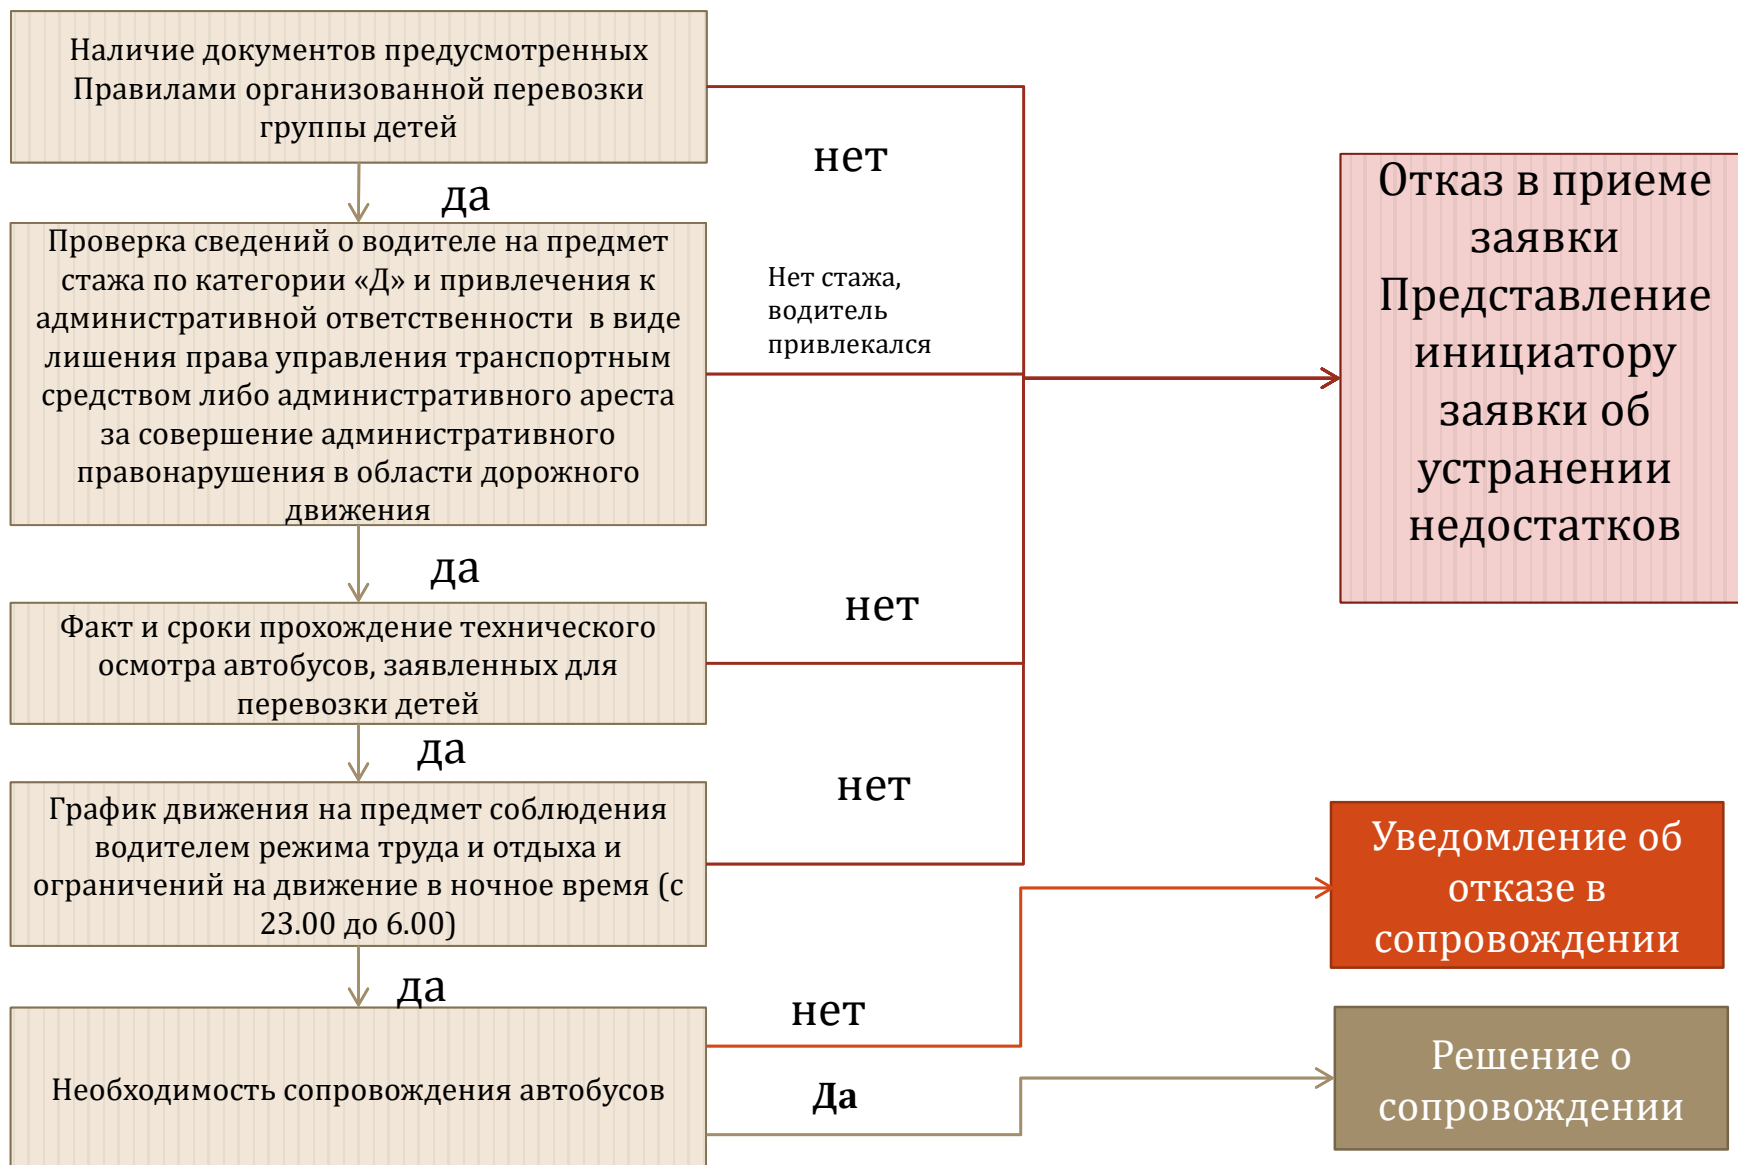 Наличие документов предусмотренных
Правилами организованной перевозки
группы детей
нет
да
Проверка сведений о водителе на предмет
стажа по категории «Д» и привлечения к
административной ответственности в виде
лишения права управления транспортным
средством либо административного ареста
за совершение административного
правонарушения в области дорожного
движения
Нет стажа,
водитель
привлекался
Отказ в приеме
заявки
Представление
инициатору
заявки об
устранении
недостатков
да
Факт и сроки прохождение технического
осмотра автобусов, заявленных для
перевозки детей
нет
да
График движения на предмет соблюдения
водителем режима труда и отдыха и
ограничений на движение в ночное время (с
23.00 до 6.00)
нет
Уведомление об
отказе в
сопровождении
да
Необходимость сопровождения автобусов
нет
Да
Решение о
сопровождении